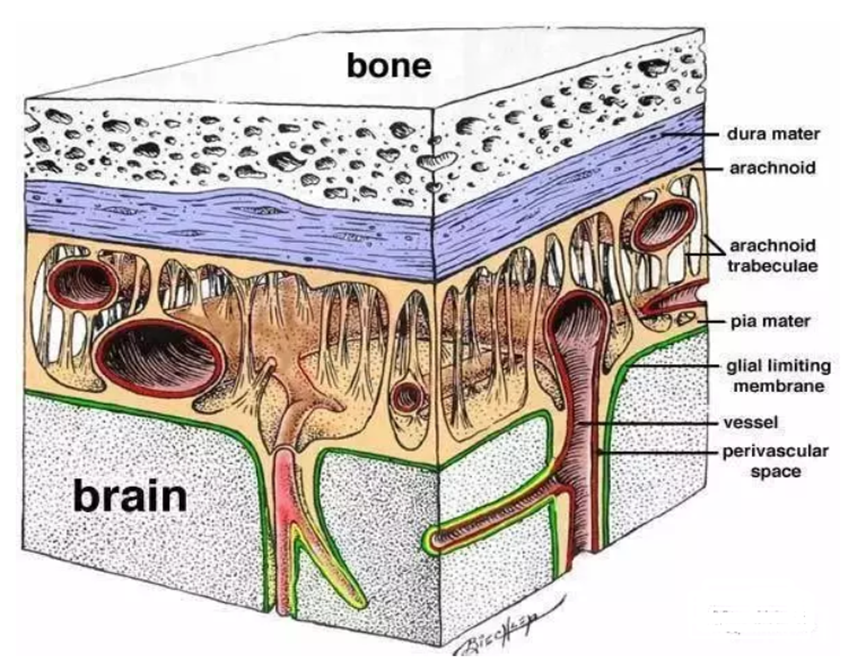 bone
dura mater
arachnoid
arachnoid
trabeculae
pia mater
glial limiting
membrane
vessel
perivascular
space
brain